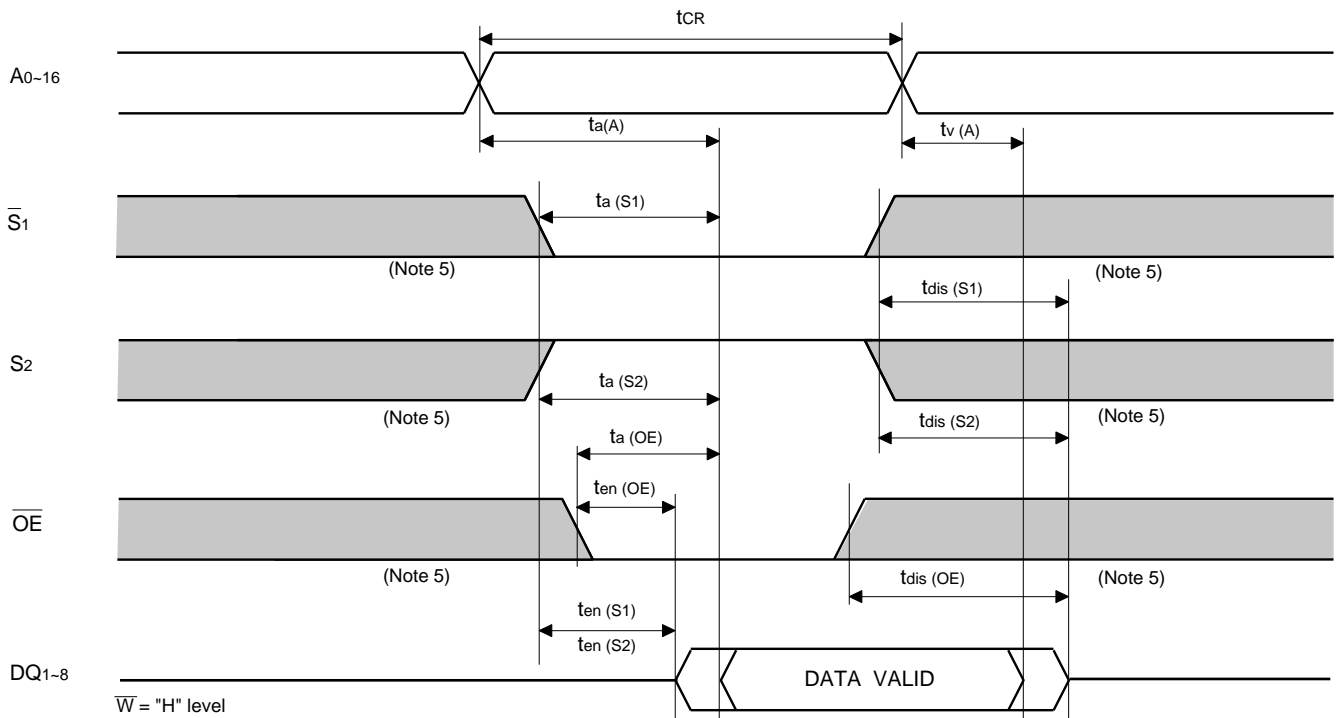 tCR
A0~16
ta(A)
tv (A)
S̅1
ta (S1)
(Note 5)
(Note 5)
tdis (S1)
S2
ta (S2)
(Note 5)
(Note 5)
tdis (S2)
ta (OE)
ten (OE)
O̅E̅
(Note 5)
(Note 5)
tdis (OE)
ten (S1)
ten (S2)
DQ1~8
DATA VALID
W̅ = "H" level